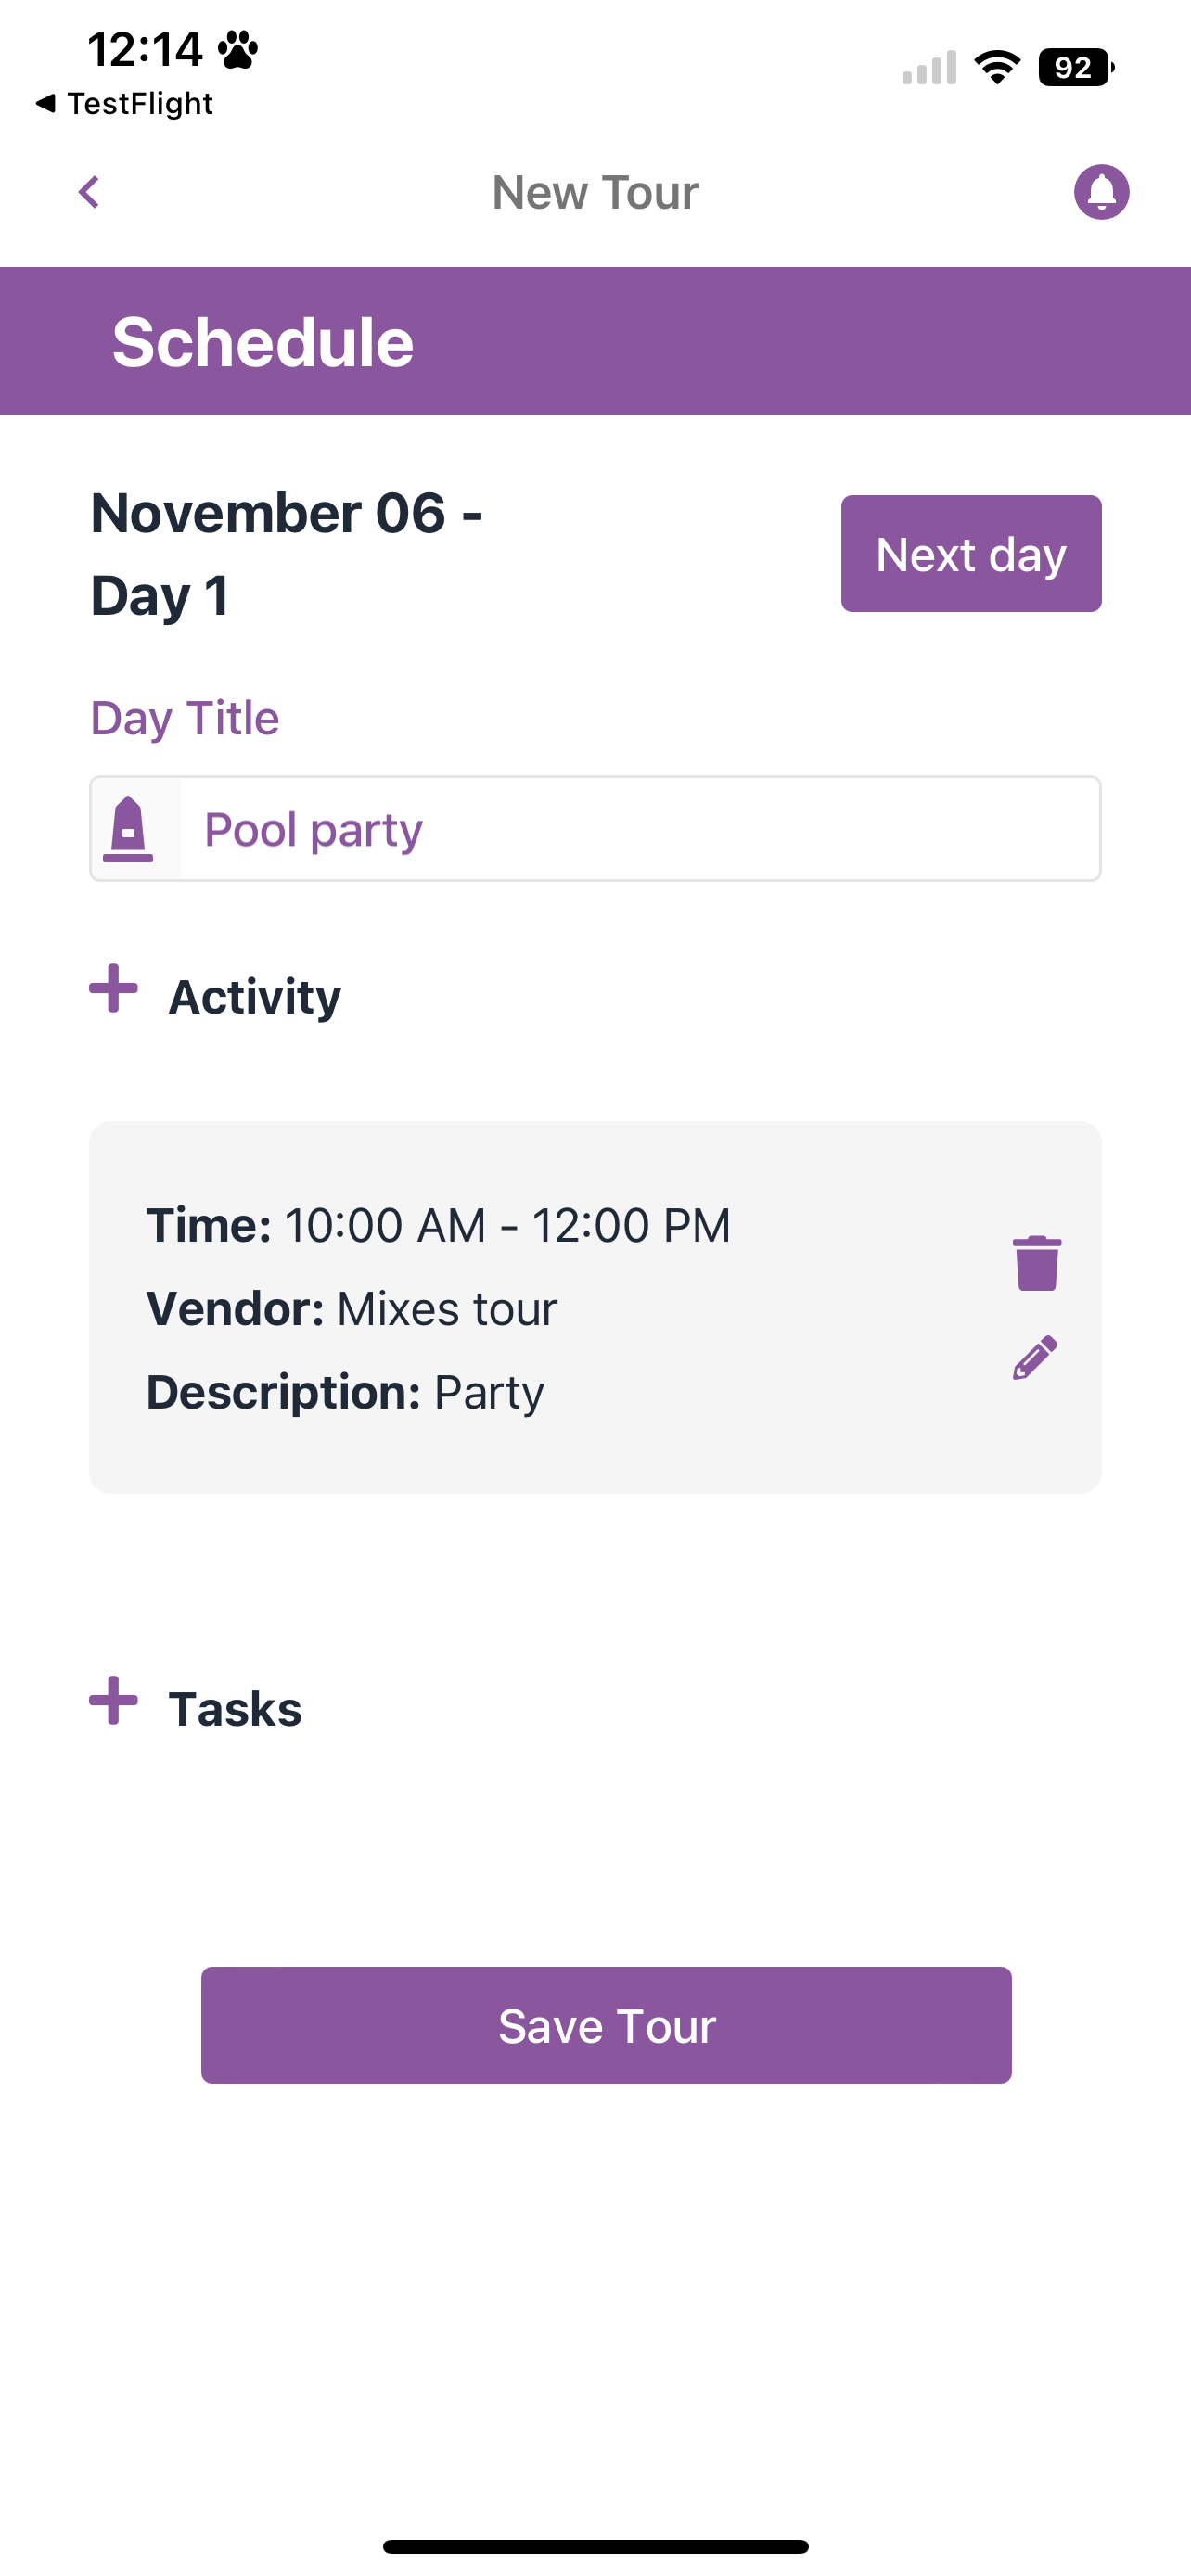 12:14
92
◀ TestFlight
New Tour
Schedule
November 06 -
Day 1
Next day
Day Title
Pool party
Activity
Time: 10:00 AM - 12:00 PM
Vendor: Mixes tour
Description: Party
Tasks
Save Tour